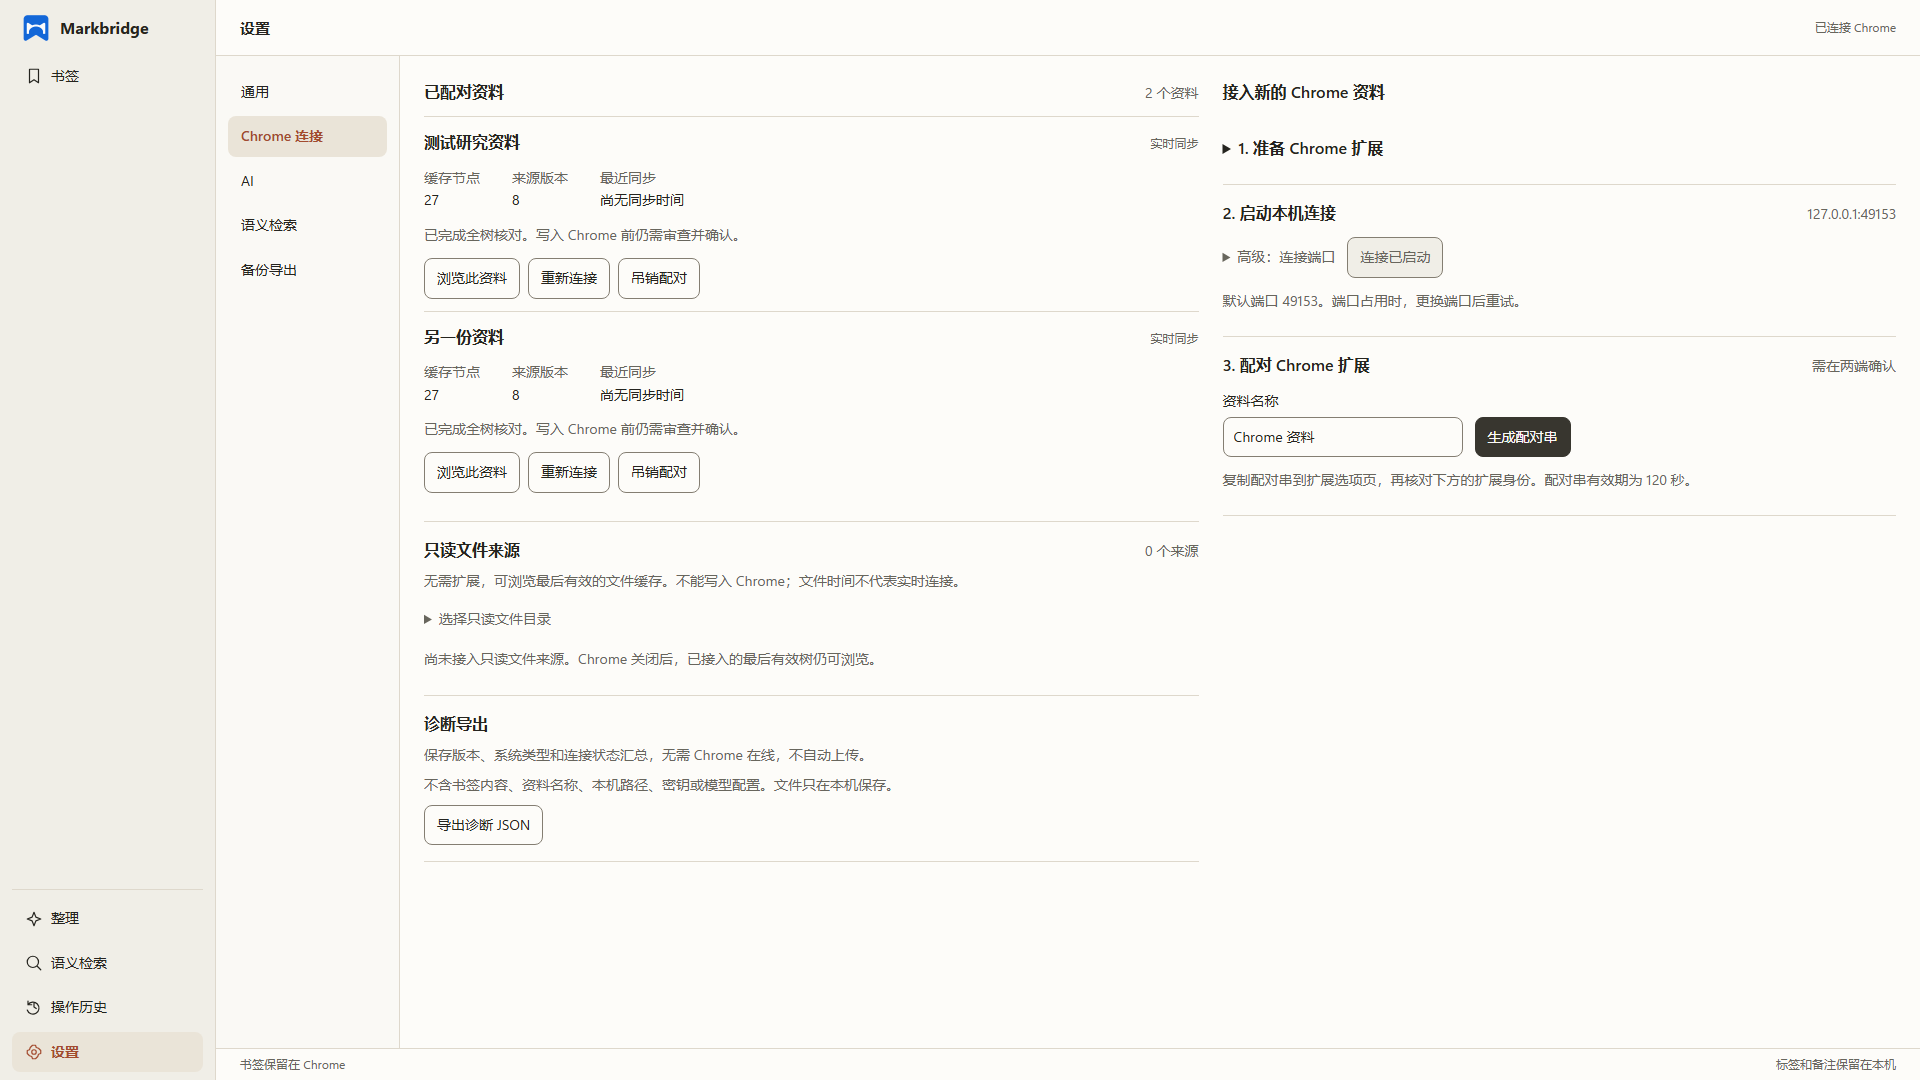 Markbridge
书签
整理
语义检索
操作历史
设置
设置
已连接 Chrome
通用
Chrome 连接
AI
语义检索
备份导出
已配对资料
2 个资料
测试研究资料
实时同步
缓存节点 来源版本 最近同步
27 8 尚无同步时间
已完成全树核对。写入 Chrome 前仍需审查并确认。
浏览此资料 重新连接 吊销配对
另一份资料
实时同步
缓存节点 来源版本 最近同步
27 8 尚无同步时间
已完成全树核对。写入 Chrome 前仍需审查并确认。
浏览此资料 重新连接 吊销配对
只读文件来源
0 个来源
无需扩展，可浏览最后有效的文件缓存。不能写入 Chrome；文件时间不代表实时连接。
选择只读文件目录
尚未接入只读文件来源。Chrome 关闭后，已接入的最后有效树仍可浏览。
诊断导出
保存版本、系统类型和连接状态汇总，无需 Chrome 在线，不自动上传。
不含书签内容、资料名称、本机路径、密钥或模型配置。文件只在本机保存。
导出诊断 JSON
接入新的 Chrome 资料
1. 准备 Chrome 扩展
2. 启动本机连接
127.0.0.1:49153
高级：连接端口 连接已启动
默认端口 49153。端口占用时，更换端口后重试。
3. 配对 Chrome 扩展
需在两端确认
资料名称
Chrome 资料 生成配对串
复制配对串到扩展选项页，再核对下方的扩展身份。配对串有效期为 120 秒。
书签保留在 Chrome
标签和备注保留在本机